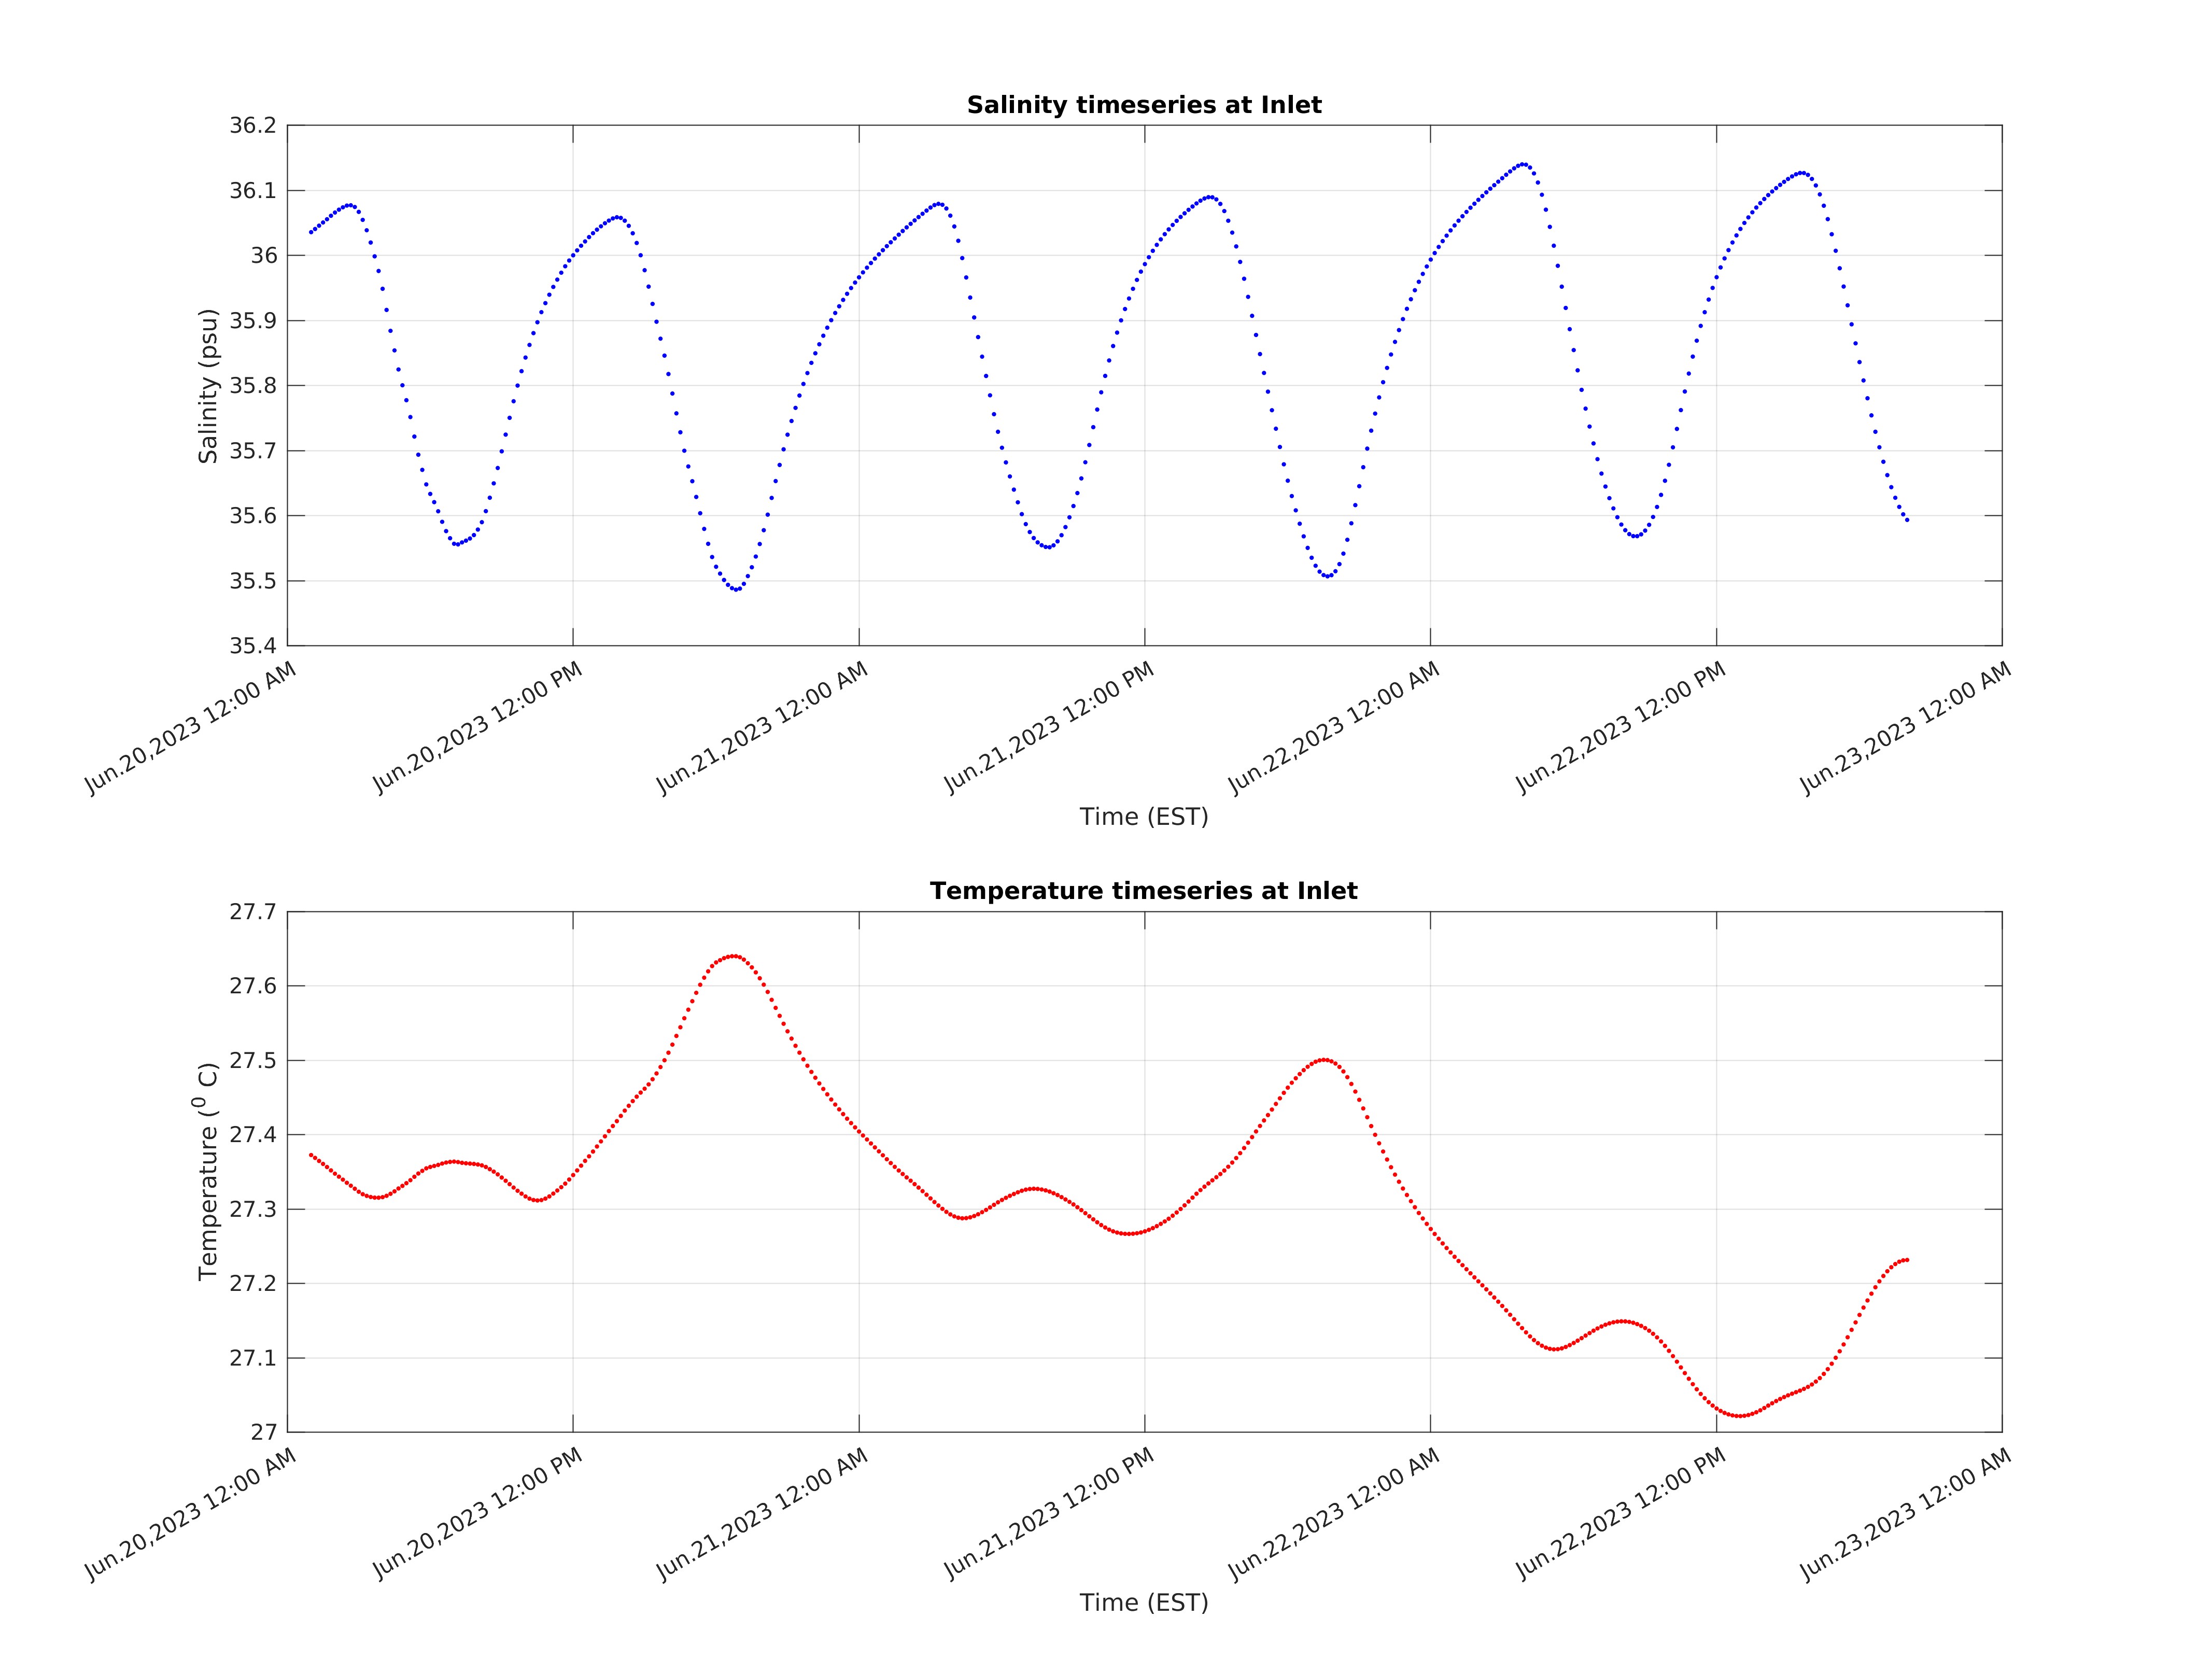 Salinity timeseries at Inlet
Salinity (psu)
36.2
36.1
36
35.9
35.8
35.7
35.6
35.5
35.4
Jun.20,2023 12:00 AM
Jun.20,2023 12:00 PM
Jun.21,2023 12:00 AM
Jun.21,2023 12:00 PM
Jun.22,2023 12:00 AM
Jun.22,2023 12:00 PM
Jun.23,2023 12:00 AM
Time (EST)
Temperature timeseries at Inlet
Temperature (⁰ C)
27.7
27.6
27.5
27.4
27.3
27.2
27.1
27
Jun.20,2023 12:00 AM
Jun.20,2023 12:00 PM
Jun.21,2023 12:00 AM
Jun.21,2023 12:00 PM
Jun.22,2023 12:00 AM
Jun.22,2023 12:00 PM
Jun.23,2023 12:00 AM
Time (EST)